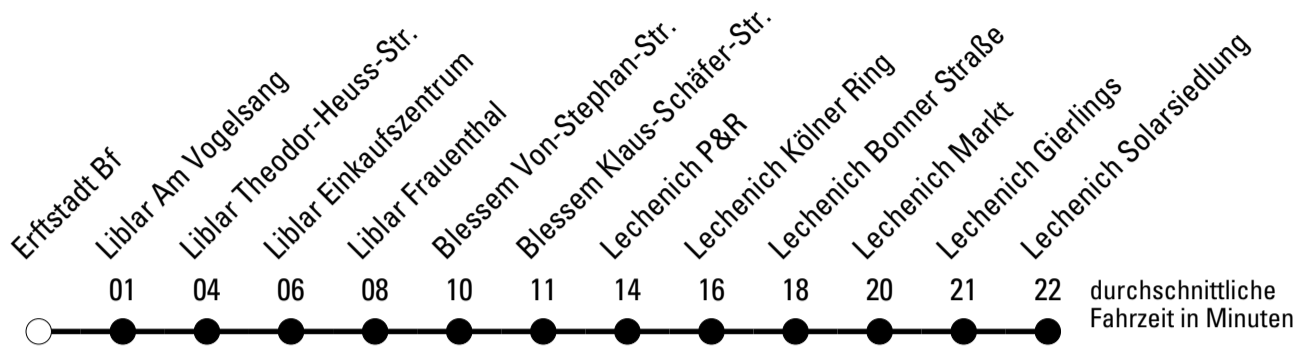 Erftstadt Bf
Liblar Am Vogelsang
Liblar Theodor-Heuss-Str.
Liblar Einkaufszentrum
Liblar Frauenthal
Blessem Von-Stephan-Str.
Blessem Klaus-Schäfer-Str.
Lechenich P&R
Lechenich Kölner Ring
Lechenich Bonner Straße
Lechenich Markt
Lechenich Gierlings
Lechenich Solarsiedlung
01 04 06 08 10 11 14 16 18 20 21 22
durchschnittliche
Fahrzeit in Minuten